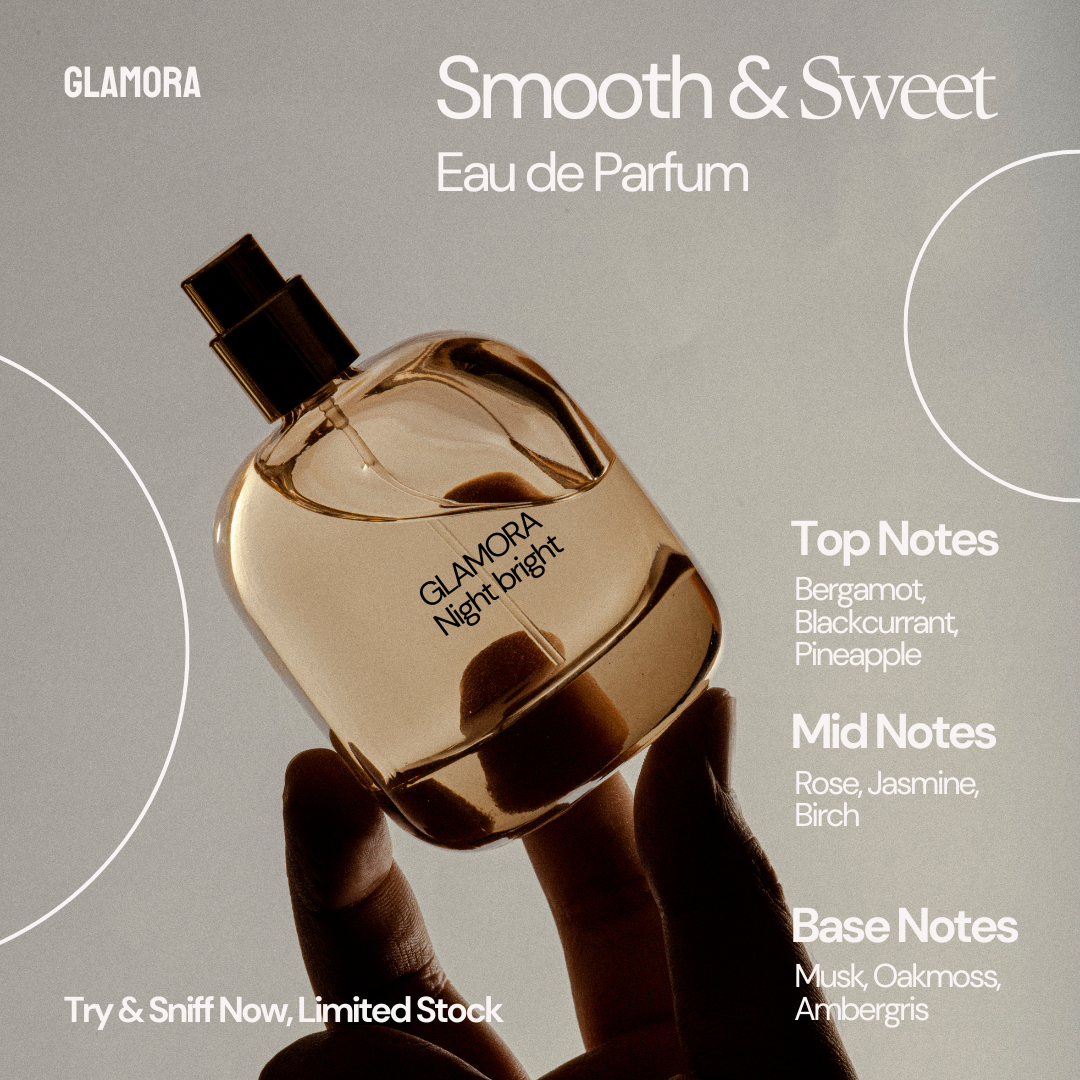 GLAMORA
Smooth & Sweet
Eau de Parfum
GLAMORA
Night bright
Top Notes
Bergamot,
Blackcurrant,
Pineapple
Mid Notes
Rose, Jasmine,
Birch
Base Notes
Musk, Oakmoss,
Ambergris
Try & Sniff Now, Limited Stock